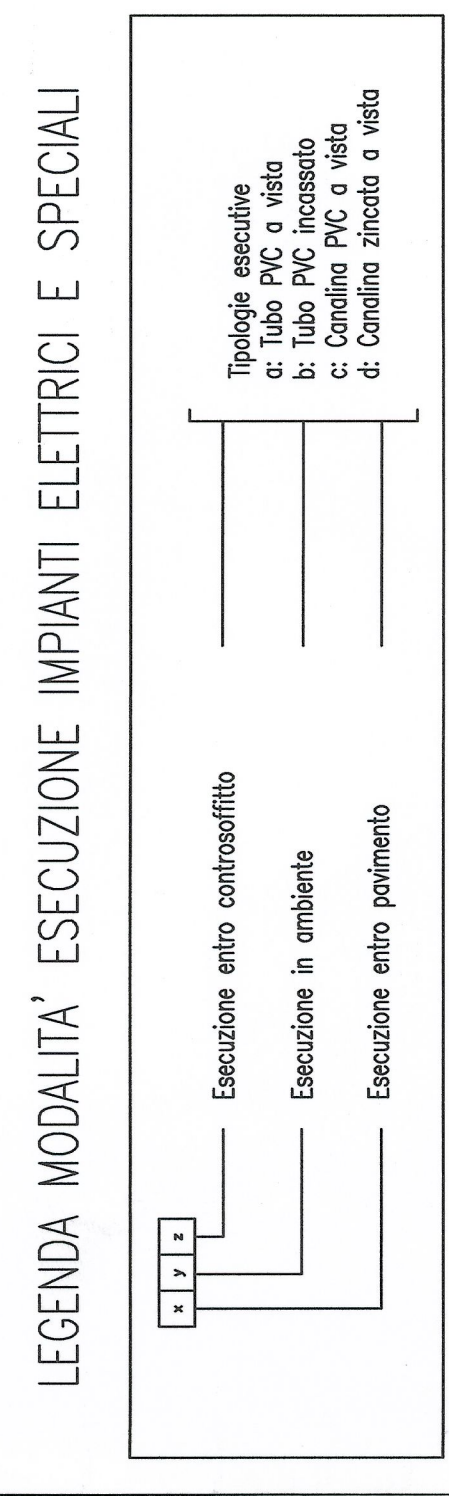 LEGENDA MODALITA' ESECUZIONE IMPIANTI ELETTRICI E SPECIALI
x y z
Esecuzione entro controsoffitto
Esecuzione in ambiente
Esecuzione entro pavimento
Tipologie esecutive
a: Tubo PVC a vista
b: Tubo PVC incassato
c: Canalina PVC a vista
d: Canalina zincata a vista